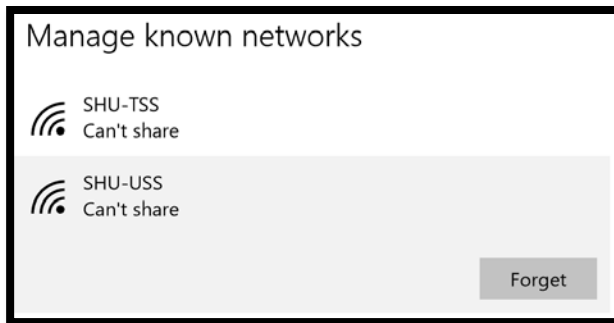 Manage known networks
SHU-TSS
Can't share
SHU-USS
Can't share
Forget